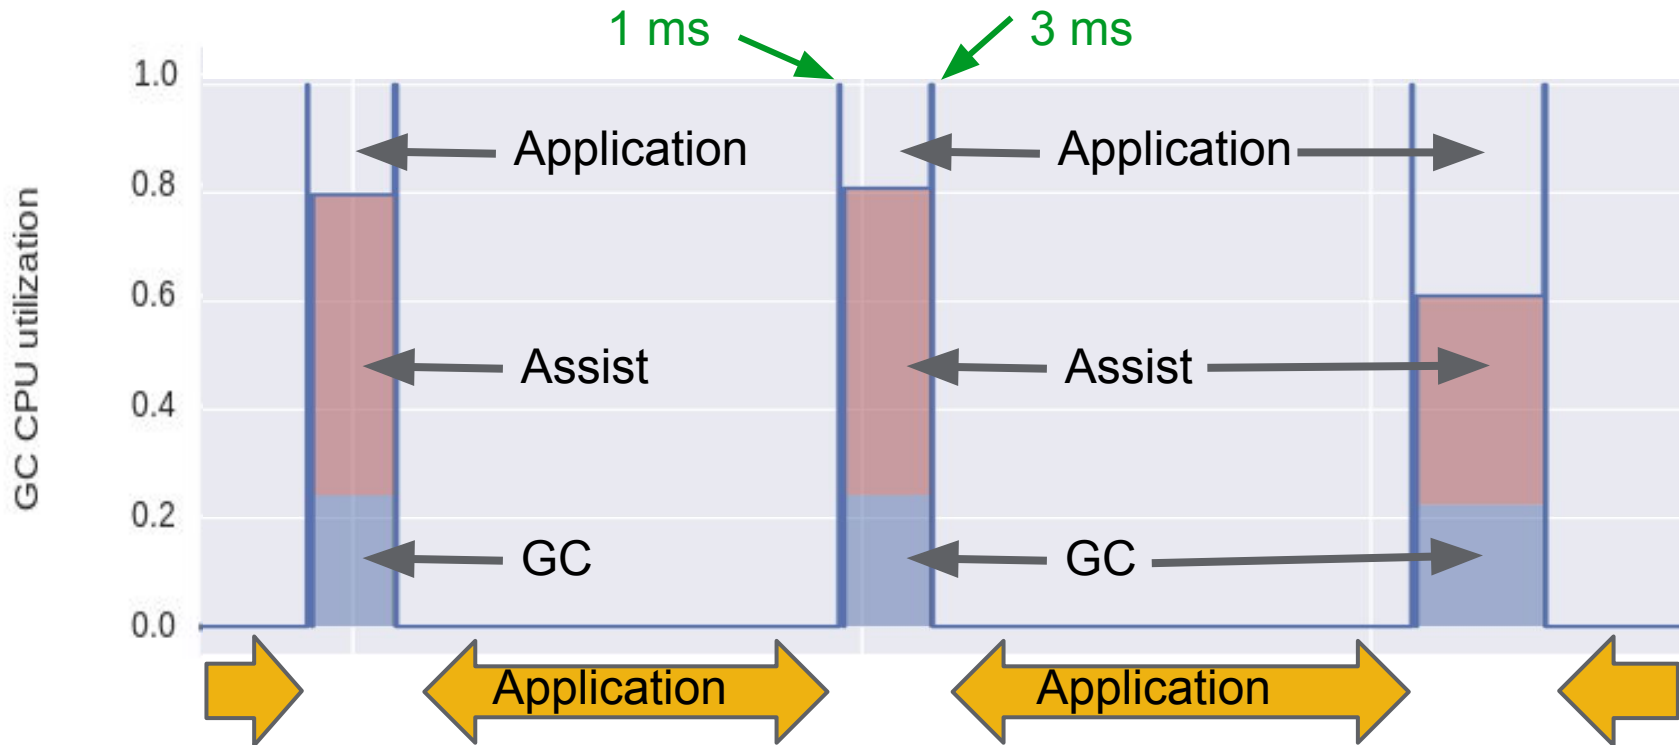 1 ms
3 ms
1.0
Application
Application
0.8
GC CPU utilization
0.6
Assist
Assist
0.4
0.2
GC
GC
0.0
Application
Application